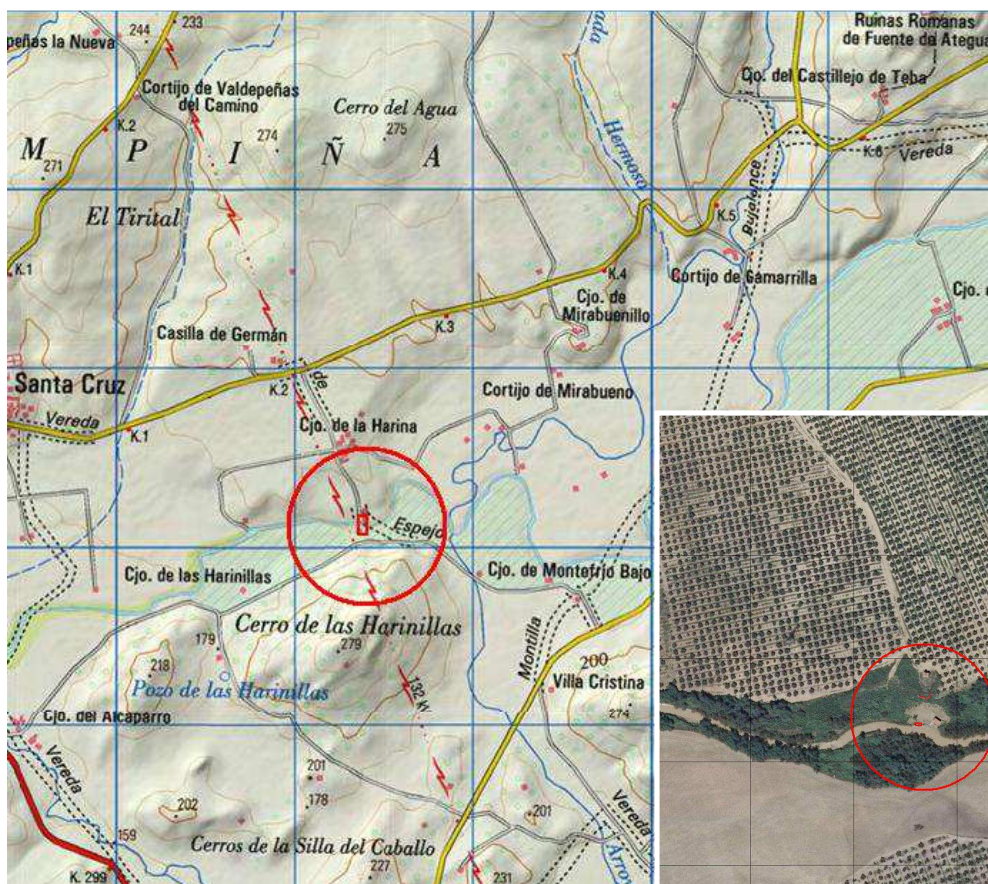 233
244
Ruinas Romanas
de Fuente de Ategua
peñas la Nueva
Cjo. del Castillejo de Teba
Cortijo de Valdepeñas
del Camino
Cerro del Agua
K.2
274
275
M P I Ñ A
271
Hermoso
K-6
Vereda
El Tirital
K.5
Bujalonce
K.1
K.4
Cortijo de Gamarrilla
Cjo. de
Mirabuenillo
K.3
Casilla de Germán
Santa Cruz
K.2
de
Cortijo de Mirabueno
Vereda
K.1
Cjo. de la Harina
Espejo
Cjo. de las Harinillas
Cjo. de Montefrío Bajo
Cerro de las Harinillas
179
279
Montilla
200
218
Villa Cristina
Pozo de las Harinillas
132 k
274
Cjo. del Alcaparro
Vereda
201
178
202
201
Vereda
159
Cerros de la Silla del Caballo
227
231
K. 299
Arro